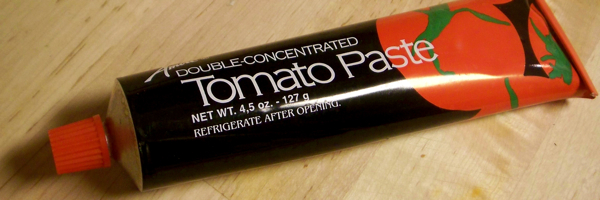 DOUBLE-CONCENTRATED
Tomato Paste
NET WT. 4,5 oz. - 127 g
REFRIGERATE AFTER OPENING.